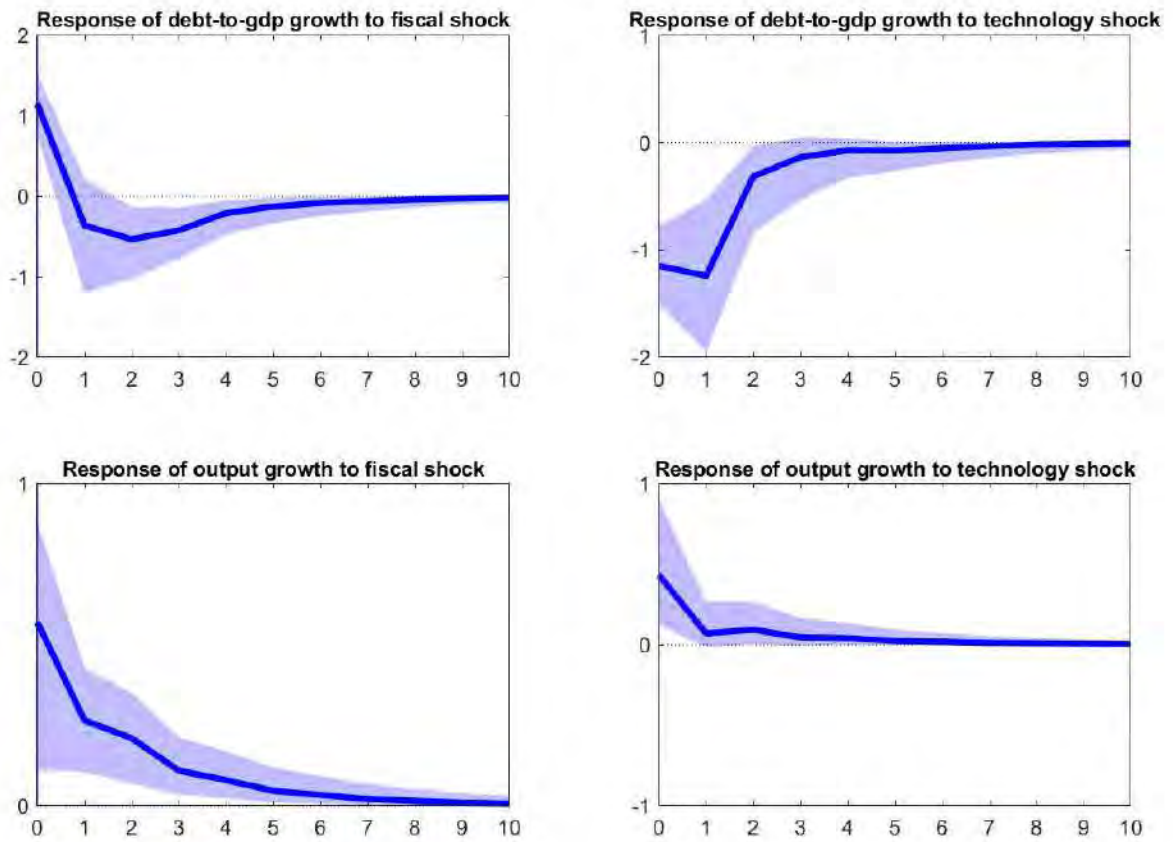 Response of debt-to-gdp growth to fiscal shock
2
1
0
-1
-2
0 1 2 3 4 5 6 7 8 9 10
Response of debt-to-gdp growth to technology shock
1
0
-1
-2
0 1 2 3 4 5 6 7 8 9 10
Response of output growth to fiscal shock
1
0
0 1 2 3 4 5 6 7 8 9 10
Response of output growth to technology shock
1
0
-1
0 1 2 3 4 5 6 7 8 9 10